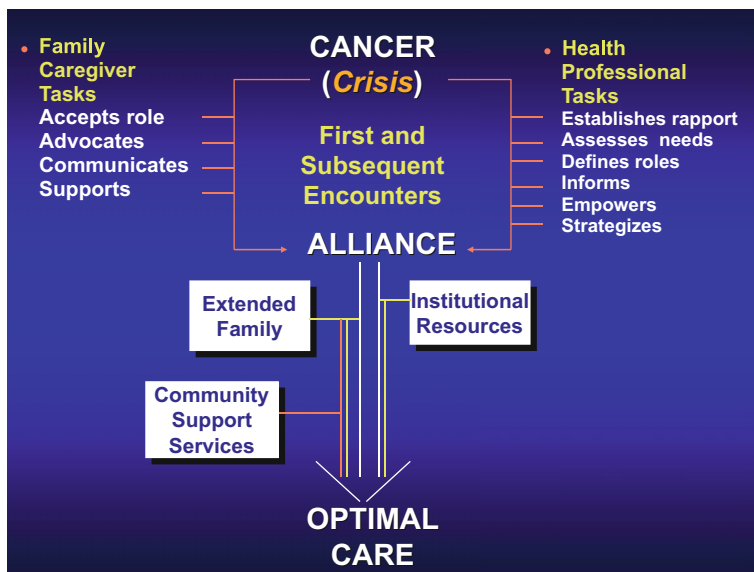 • Family
Caregiver
Tasks
Accepts role
Advocates
Communicates
Supports
CANCER
(Crisis)
First and
Subsequent
Encounters
ALLIANCE
• Health
Professional
Tasks
Establishes rapport
Assesses needs
Defines roles
Informs
Empowers
Strategizes
Extended
Family
Institutional
Resources
Community
Support
Services
OPTIMAL
CARE